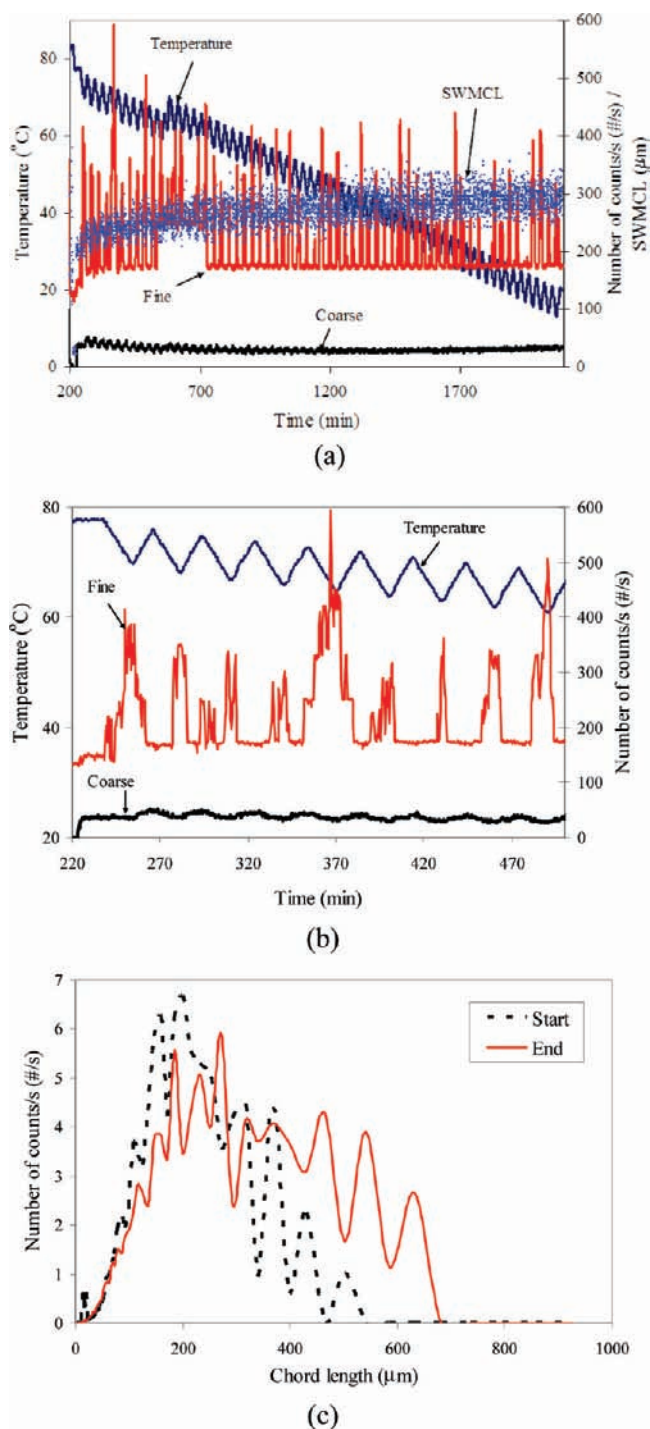 80
60
40
20
0
Temperature (°C)
Temperature
SWMCL
Fine
Coarse
600
500
400
300
200
100
0
Number of counts/s (#/s) /
SWMCL (μm)
200
700
1200
1700
Time (min)
(a)
80
60
40
20
Temperature (°C)
Temperature
Fine
Coarse
600
500
400
300
200
100
0
Number of counts/s (#/s)
220
270
320
370
420
470
Time (min)
(b)
7
6
5
4
3
2
1
0
Number of counts/s (#/s)
Start
End
0
200
400
600
800
1000
Chord length (μm)
(c)